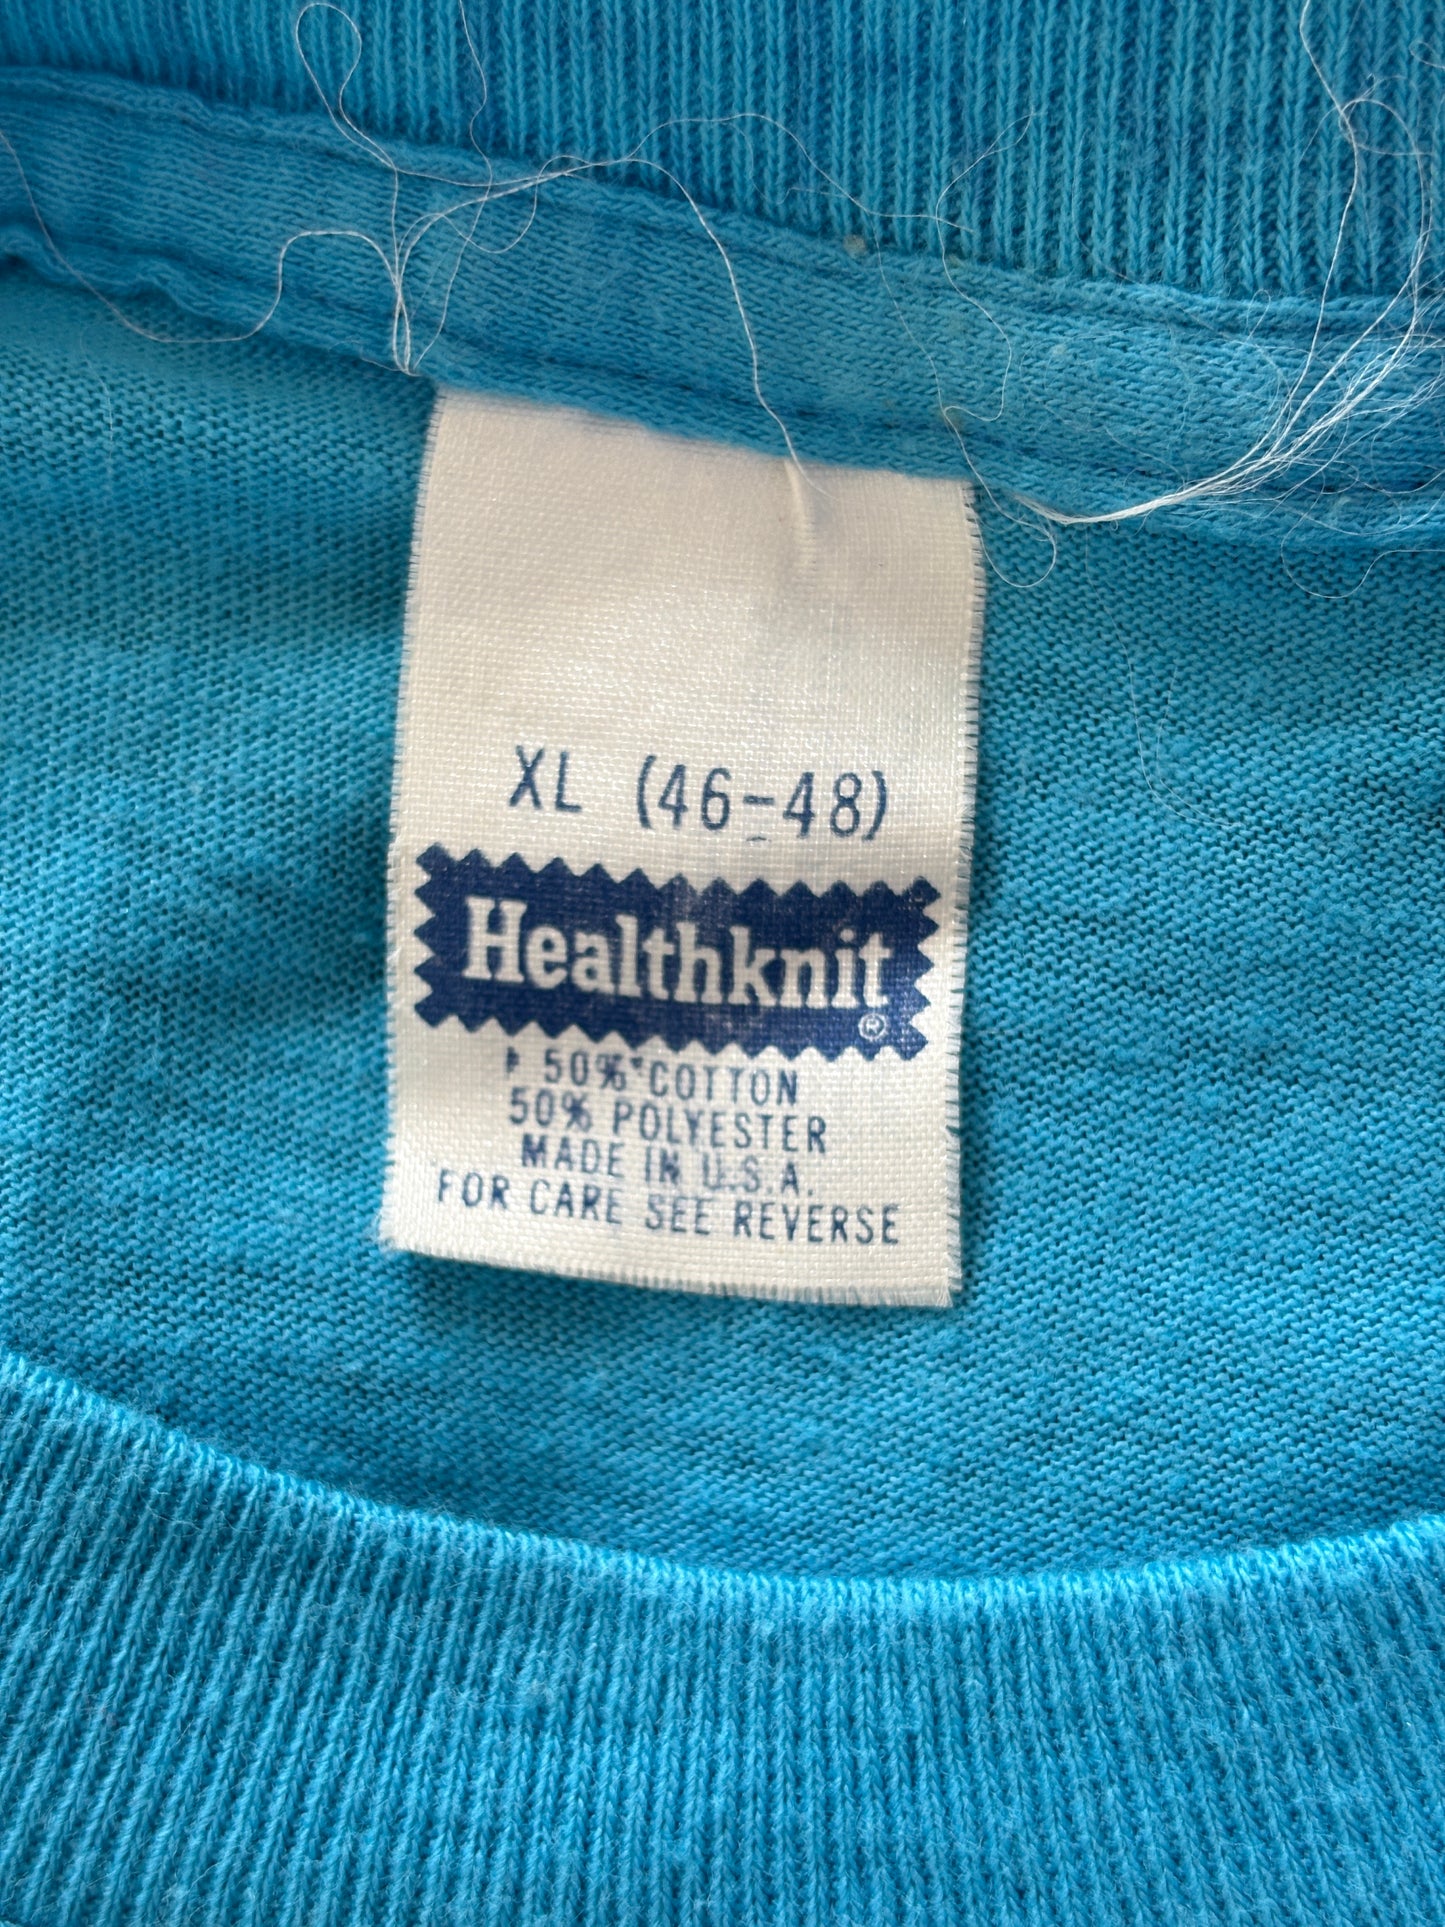 XL (46-48)
Healthknit
®
50% COTTON
50% POLYESTER
MADE IN U.S.A.
FOR CARE SEE REVERSE